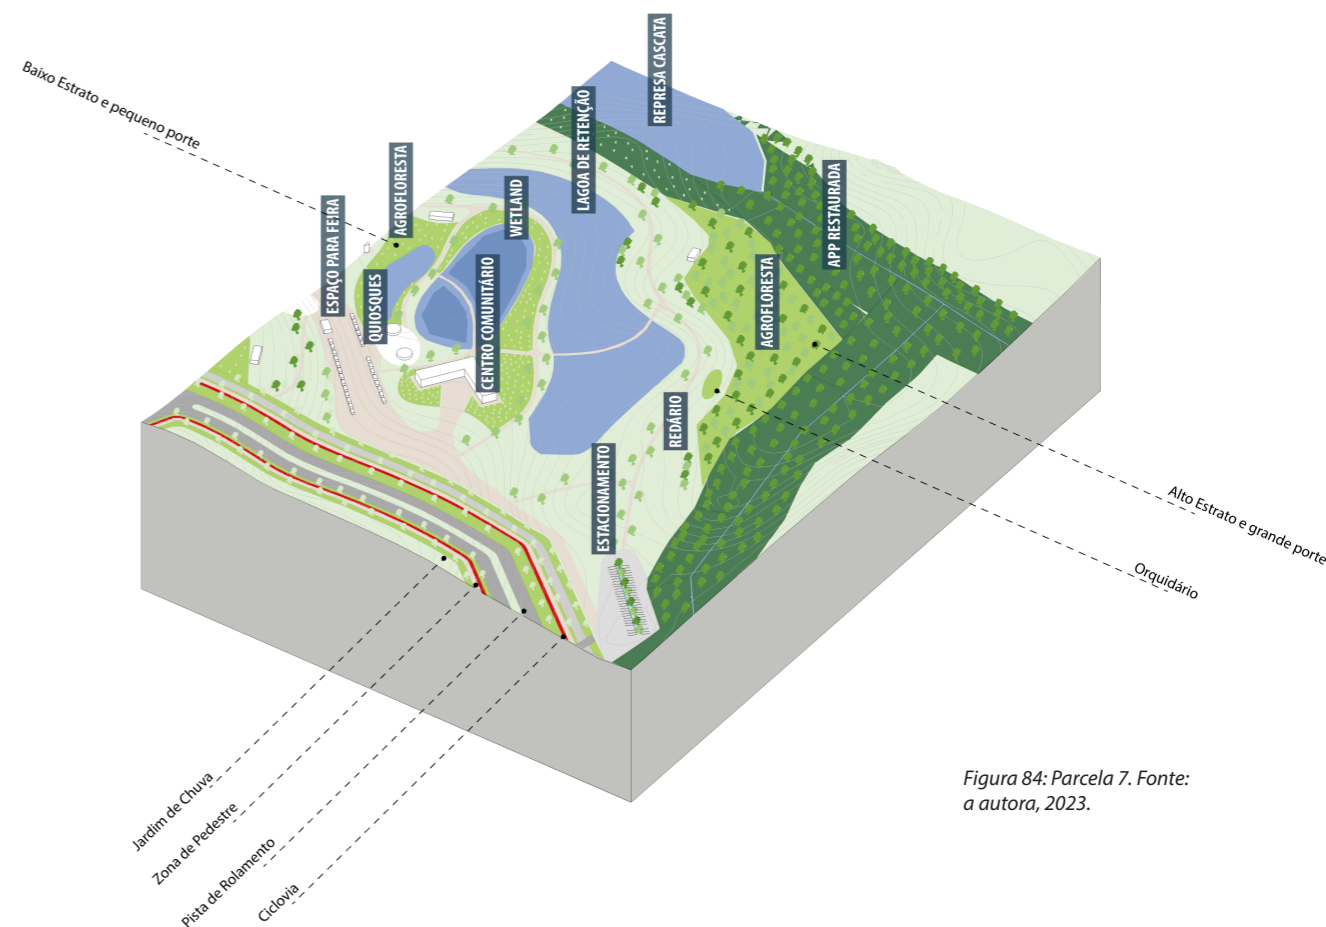 REPRESA CASCATA
Baixo Estrato e pequeno porte
LAGOA DE RETENÇÃO
AGROFLORESTA
APP RESTAURADA
WETLAND
ESPAÇO PARA FEIRA
QUIOSQUES
CENTRO COMUNITÁRIO
AGROFLORESTA
REDÁRIO
ESTACIONAMENTO
Alto Estrato e grande porte
Orquidário
Jardim de Chuva
Zona de Pedestre
Pista de Rolamento
Ciclovia
Figura 84: Parcela 7. Fonte:
a autora, 2023.